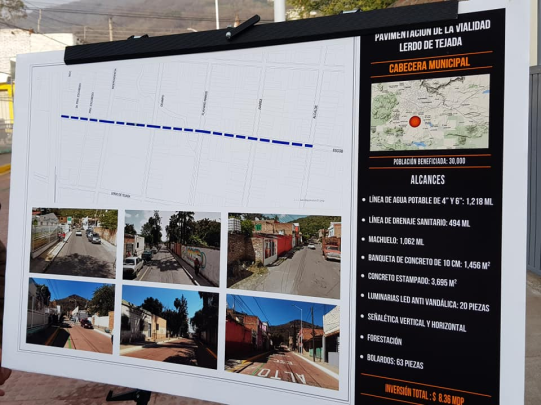 PAVIMENTACIÓN DE LA VIALIDAD
LERDO DE TEJADA
CABECERA MUNICIPAL
POBLACIÓN BENEFICIADA: 30,000
ALCANCES
• LÍNEA DE AGUA POTABLE DE 4" Y 6": 1,218 ML
• LÍNEA DE DRENAJE SANITARIO: 494 ML
• MACHUELO: 1,062 ML
• BANQUETA DE CONCRETO DE 10 CM: 1,456 M²
• CONCRETO ESTAMPADO: 3,695 M²
• LUMINARIAS LED ANTI VANDÁLICA: 20 PIEZAS
• SEÑALÉTICA VERTICAL Y HORIZONTAL
• FORESTACIÓN
• BOLARDOS: 63 PIEZAS
INVERSIÓN TOTAL: $ 8.36 MDP
ALTO